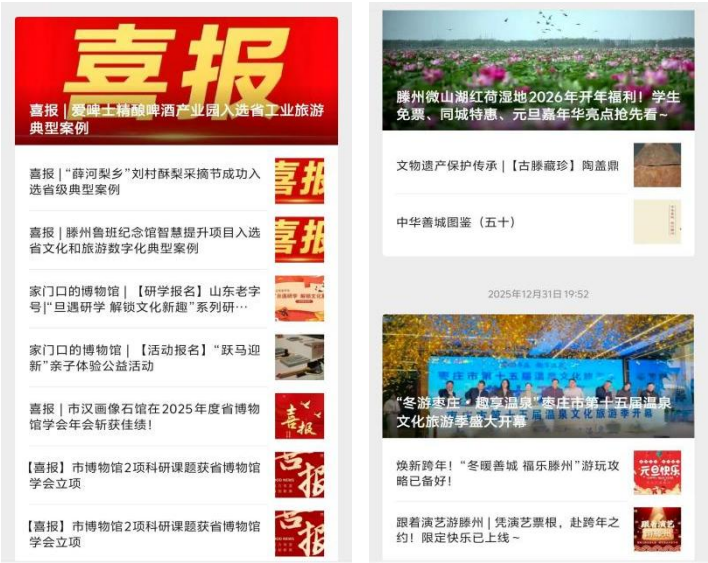 喜报
喜报 | 爱啤士精酿啤酒产业园入选省工业旅游
典型案例
喜报 | “薛河梨乡”刘村酥梨采摘节成功入
选省级典型案例
喜报
喜报 | 滕州鲁班纪念馆智慧提升项目入选
省文化和旅游数字化典型案例
喜报
家门口的博物馆 | 【研学报名】山东老字
号|“旦遇研学 解锁文化新趣”系列研…
家门口的博物馆 | 【活动报名】“跃马迎
新”亲子体验公益活动
喜报 | 市汉画像石馆在2025年度省博物
馆学会年会斩获佳绩！
喜报
【喜报】市博物馆2项科研课题获省博物馆
学会立项
喜报
【喜报】市博物馆2项科研课题获省博物馆
学会立项
喜报
滕州微山湖红荷湿地2026年开年福利！学生
免票、同城特惠、元旦嘉年华亮点抢先看~
文物遗产保护传承 | 【古滕藏珍】陶盖鼎
中华善城图鉴（五十）
2025年12月31日 19:52
枣庄市第十五届温泉文化旅
“冬游枣庄·趣享温泉”枣庄市第十五届温泉
文化旅游季盛大开幕
焕新跨年！“冬暖善城 福乐滕州”游玩攻
略已备好！
元旦快乐
跟着演艺游滕州 | 凭演艺票根，赴跨年之
约！限定快乐已上线~
跟着演艺